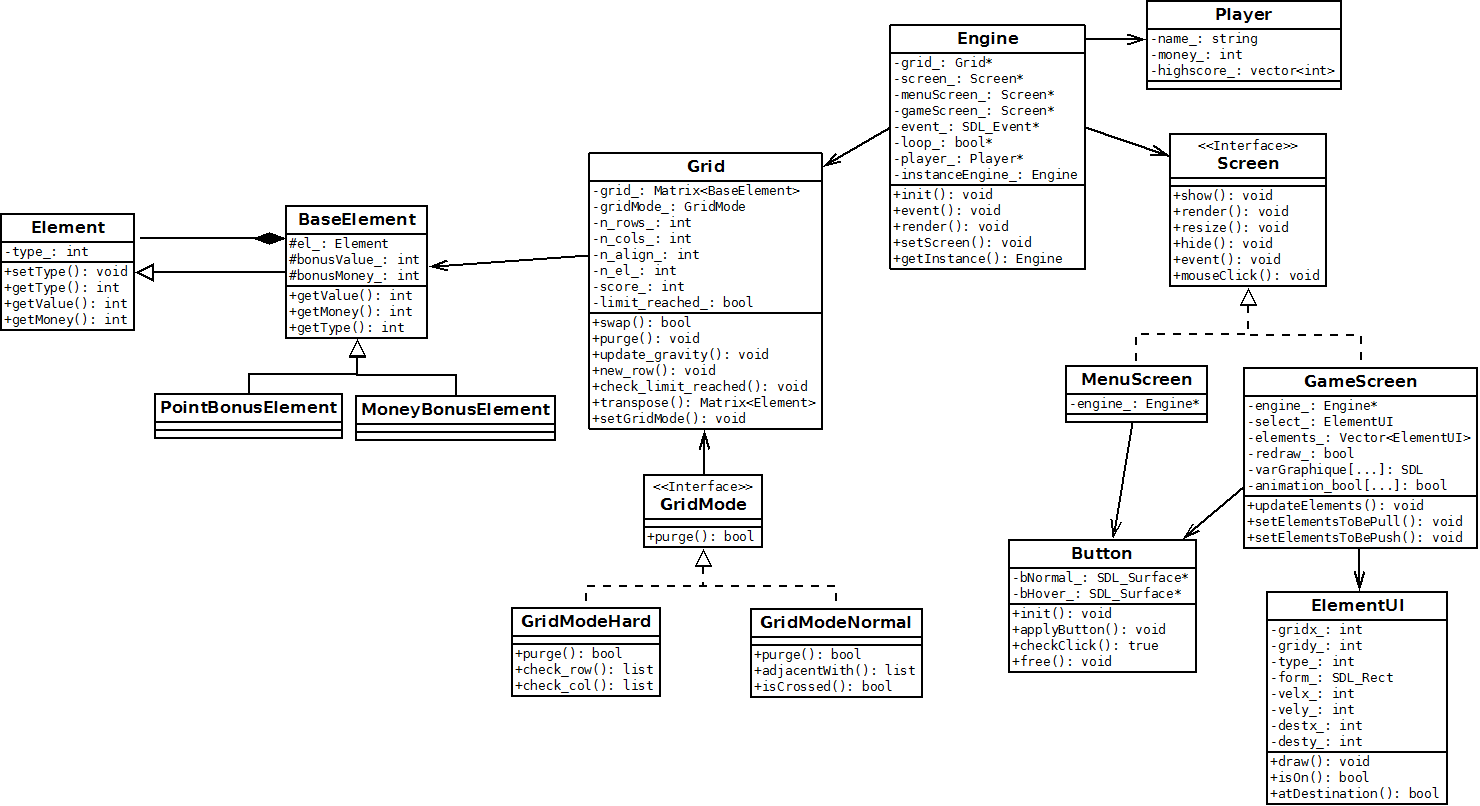 Player
-name_: string
-money_: int
-highscore_: vector<int>
Engine
-grid_: Grid*
-screen_: Screen*
-menuScreen_: Screen*
-gameScreen_: Screen*
-event_: SDL_Event*
-loop_: bool*
-player_: Player*
-instanceEngine_: Engine
+init(): void
+event(): void
+render(): void
+setScreen(): void
+getInstance(): Engine
<<Interface>>
Screen
+show(): void
+render(): void
+resize(): void
+hide(): void
+event(): void
+mouseClick(): void
Grid
-grid_: Matrix<BaseElement>
-gridMode_: GridMode
-n_rows_: int
-n_cols_: int
-n_align_: int
-n_el_: int
-score_: int
-limit_reached_: bool
+swap(): bool
+purge(): void
+update_gravity(): void
+new_row(): void
+check_limit_reached(): void
+transpose(): Matrix<Element>
+setGridMode(): void
Element
-type_: int
+setType(): void
+getType(): int
+getValue(): int
+getMoney(): int
BaseElement
#el_: Element
#bonusValue_: int
#bonusMoney_: int
+getValue(): int
+getMoney(): int
+getType(): int
PointBonusElement
MoneyBonusElement
<<Interface>>
GridMode
+purge(): bool
GridModeHard
+purge(): bool
+check_row(): list
+check_col(): list
GridModeNormal
+purge(): bool
+adjacentWith(): list
+isCrossed(): bool
MenuScreen
-engine_: Engine*
GameScreen
-engine_: Engine*
-select_: ElementUI
-elements_: Vector<ElementUI>
-redraw_: bool
-varGraphique[...]: SDL
-animation_bool[...]: bool
+updateElements(): void
+setElementsToBePull(): void
+setElementsToBePush(): void
Button
-bNormal_: SDL_Surface*
-bHover_: SDL_Surface*
+init(): void
+applyButton(): void
+checkClick(): true
+free(): void
ElementUI
-gridx_: int
-gridy_: int
-type_: int
-form_: SDL_Rect
-velx_: int
-vely_: int
-destx_: int
-desty_: int
+draw(): void
+isOn(): bool
+atDestination(): bool